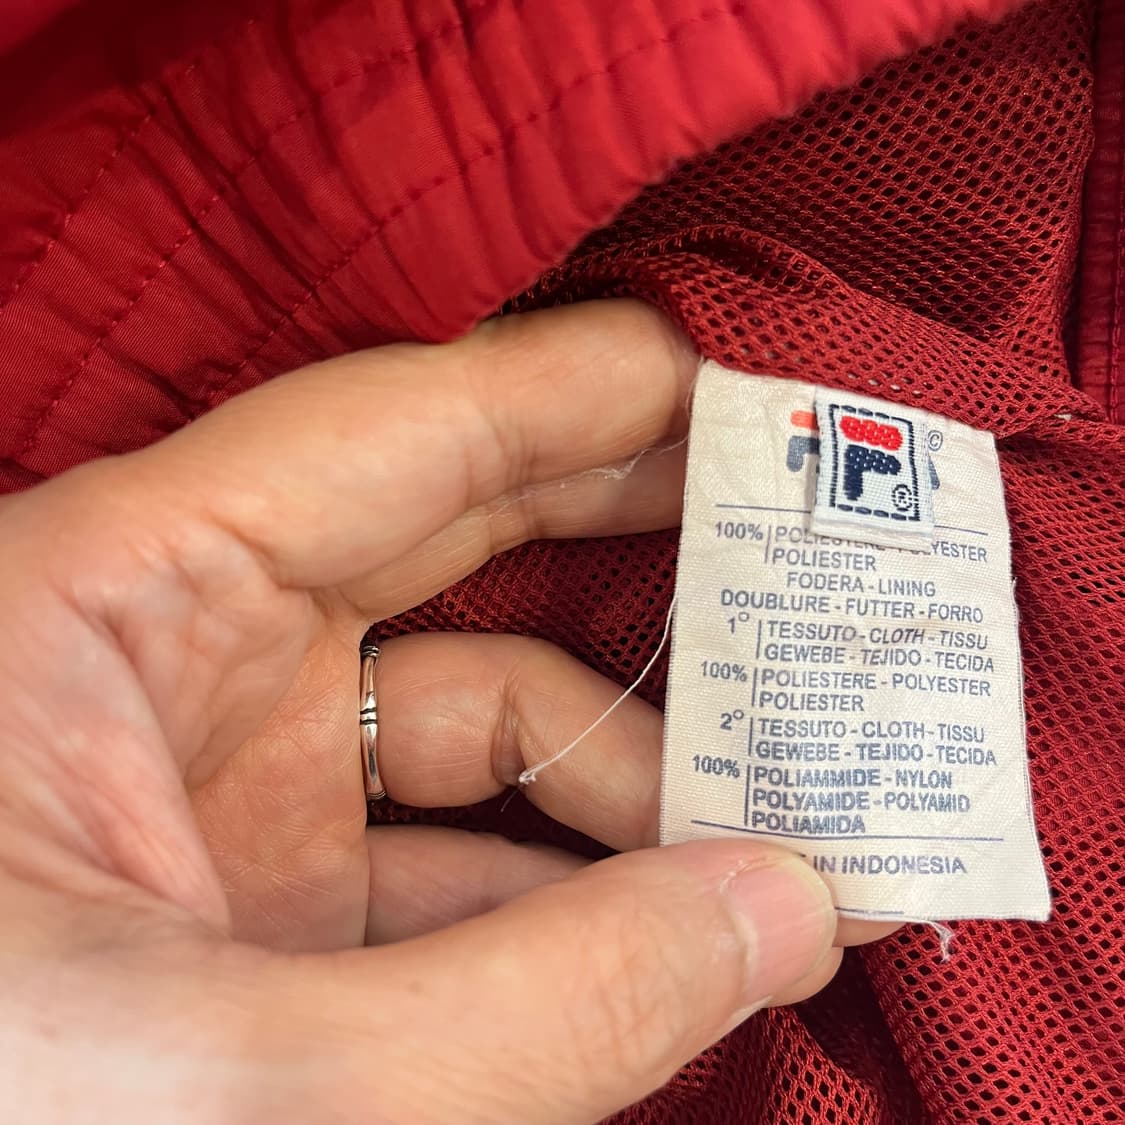 F
©
®
100% POLIESTERE - POLYESTER
POLIESTER
FODERA - LINING
DOUBLURE - FUTTER - FORRO
1° TESSUTO - CLOTH - TISSU
GEWEBE - TEJIDO - TECIDA
100% POLIESTERE - POLYESTER
POLIESTER
2° TESSUTO - CLOTH - TISSU
GEWEBE - TEJIDO - TECIDA
100% POLIAMMIDE - NYLON
POLYAMIDE - POLYAMID
POLIAMIDA
IN INDONESIA